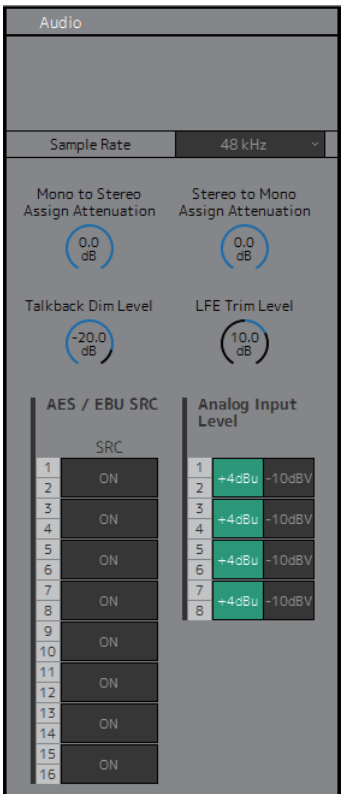 Audio
Sample Rate 48 kHz
Mono to Stereo
Assign Attenuation
0.0
dB
Stereo to Mono
Assign Attenuation
0.0
dB
Talkback Dim Level
-20.0
dB
LFE Trim Level
10.0
dB
AES / EBU SRC
SRC
1
2
ON
3
4
ON
5
6
ON
7
8
ON
9
10
ON
11
12
ON
13
14
ON
15
16
ON
Analog Input
Level
1
2
+4dBu -10dBV
3
4
+4dBu -10dBV
5
6
+4dBu -10dBV
7
8
+4dBu -10dBV